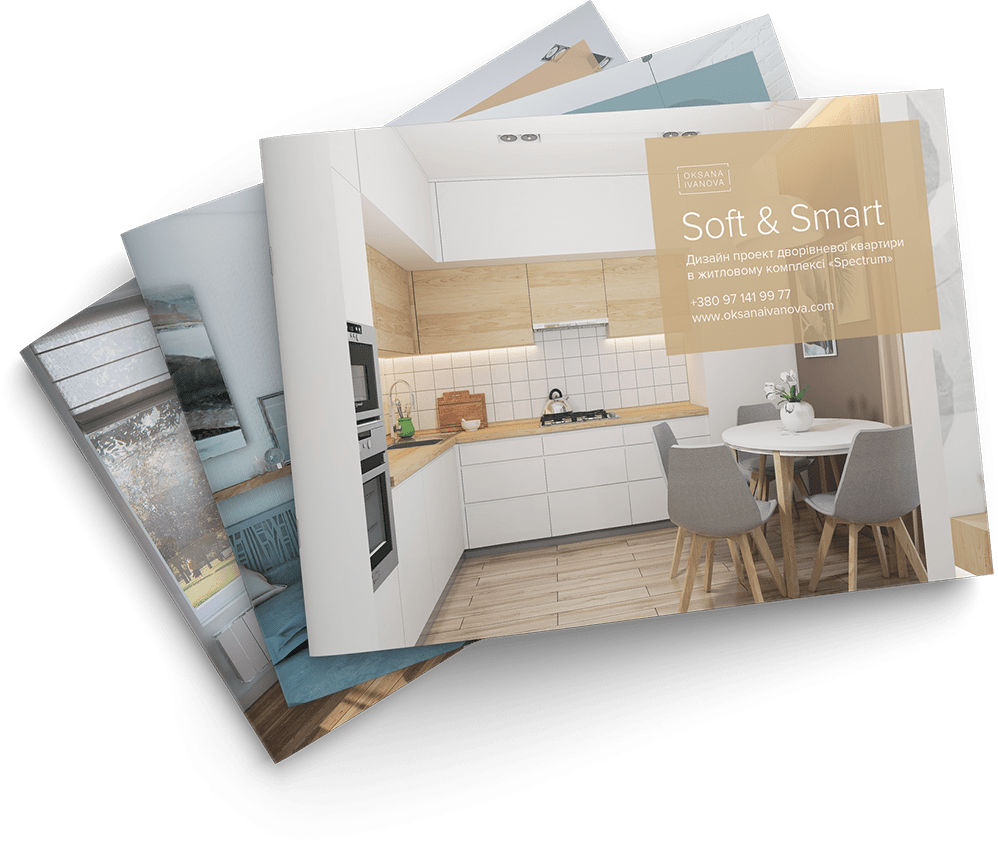 OKSANA
IVANOVA
Soft & Smart
Дизайн проект дворівневої квартири
в житловому комплексі «Spectrum»
+380 97 141 99 77
www.oksanaivanova.com